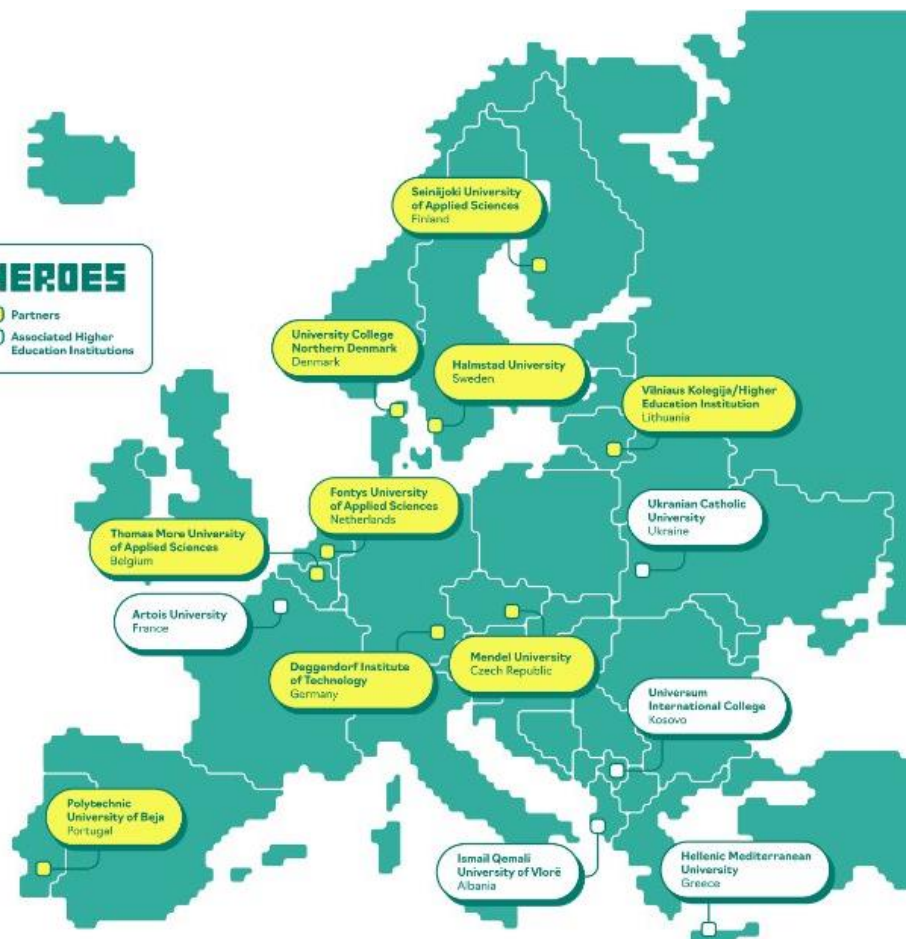 Seinäjoki University
of Applied Sciences
Finland
HEROES
Partners
Associated Higher
Education Institutions
University College
Northern Denmark
Denmark
Halmstad University
Sweden
Vilniaus Kolegija/Higher
Education Institution
Lithuania
Fontys University
of Applied Sciences
Netherlands
Ukranian Catholic
University
Ukraine
Thomas More University
of Applied Sciences
Belgium
Artois University
France
Deggendorf Institute
of Technology
Germany
Mendel University
Czech Republic
Universum
International College
Kosovo
Polytechnic
University of Beja
Portugal
Ismail Qemali
University of Vlorë
Albania
Hellenic Mediterranean
University
Greece